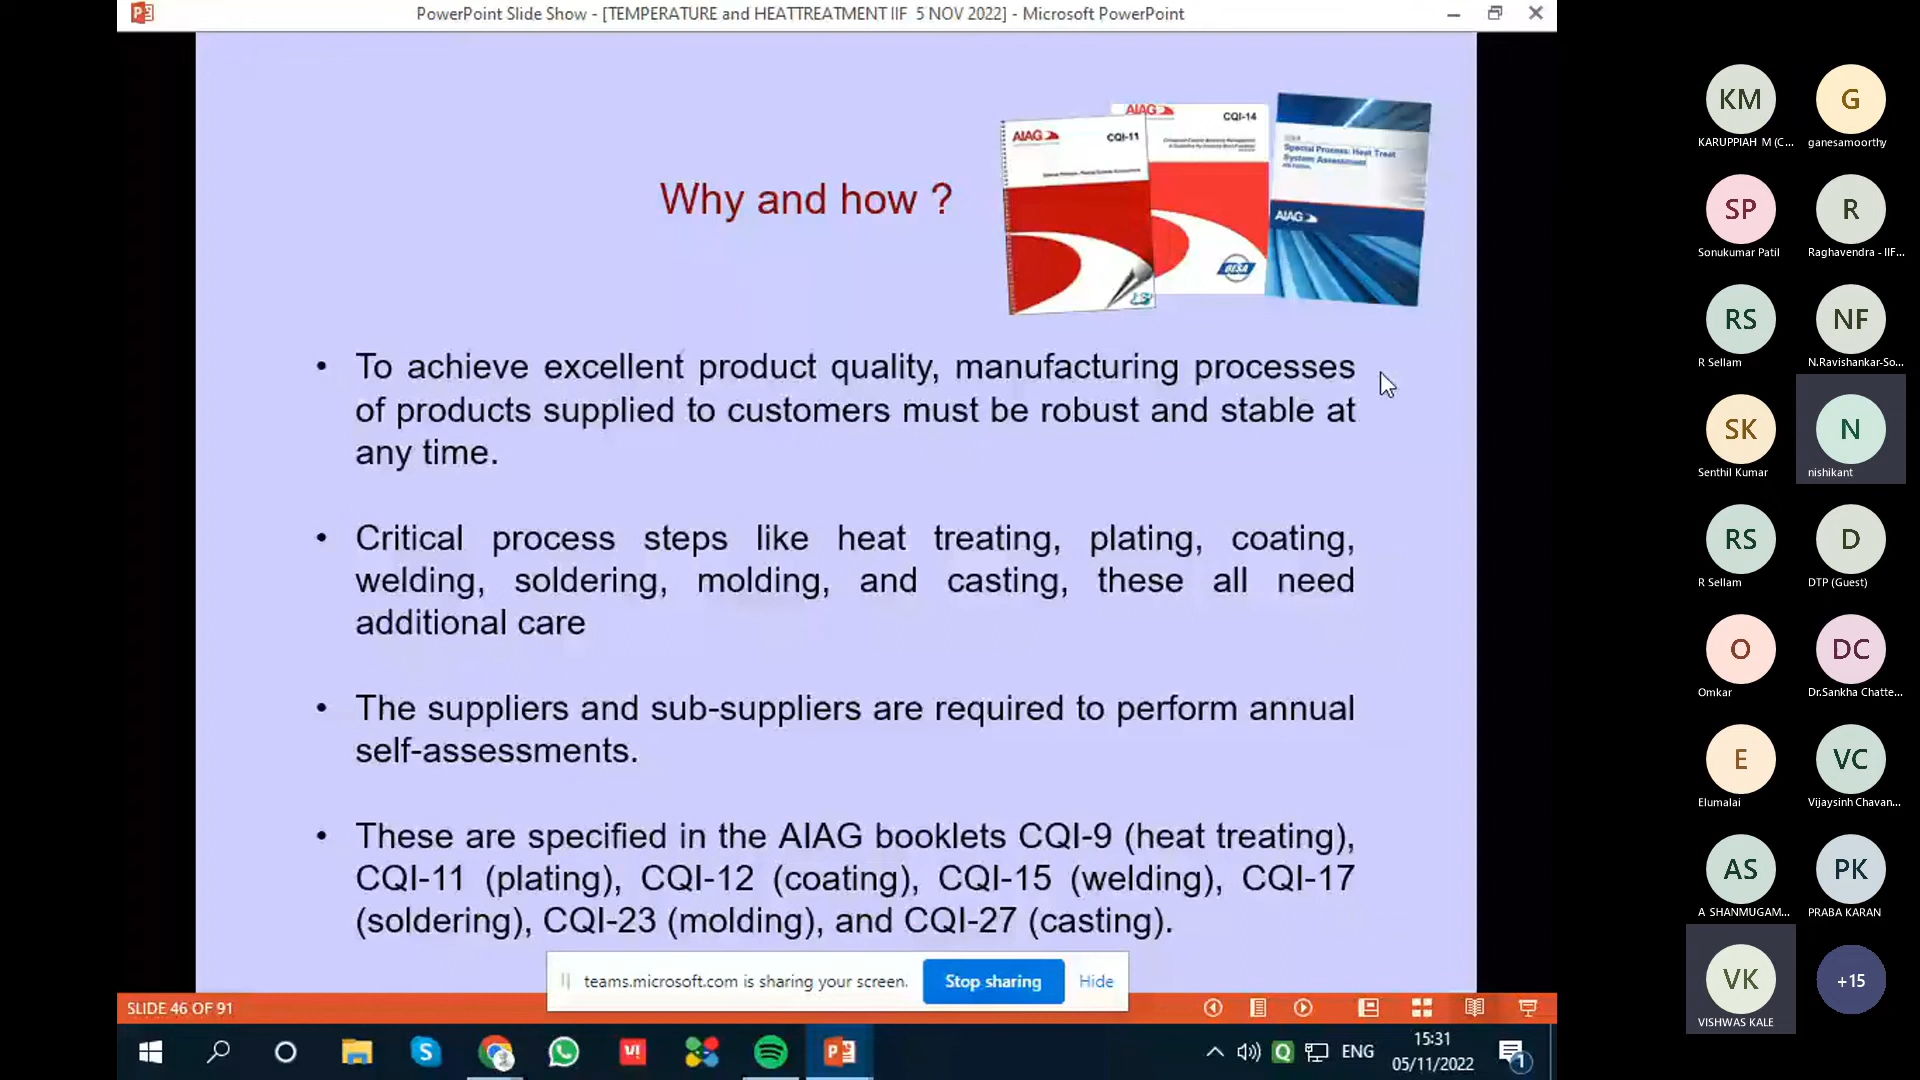 PowerPoint Slide Show - [TEMPERATURE and HEATTREATMENT IIF 5 NOV 2022] - Microsoft PowerPoint
AIAG
CQI-11
AIAG
CQI-14
Special Process: Heat Treat
System Assessment
AIAG
Why and how ?
• To achieve excellent product quality, manufacturing processes
of products supplied to customers must be robust and stable at
any time.
• Critical process steps like heat treating, plating, coating,
welding, soldering, molding, and casting, these all need
additional care
• The suppliers and sub-suppliers are required to perform annual
self-assessments.
• These are specified in the AIAG booklets CQI-9 (heat treating),
CQI-11 (plating), CQI-12 (coating), CQI-15 (welding), CQI-17
(soldering), CQI-23 (molding), and CQI-27 (casting).
teams.microsoft.com is sharing your screen.
Stop sharing
Hide
SLIDE 46 OF 91
ENG
15:31
05/11/2022
1
KM
KARUPPIAH M (C...
G
ganesamoorthy
SP
Sonukumar Patil
R
Raghavendra - IIF...
RS
R Sellam
NF
N.Ravishankar-So...
SK
Senthil Kumar
N
nishikant
RS
R Sellam
D
DTP (Guest)
O
Omkar
DC
Dr.Sankha Chatte...
E
Elumalai
VC
Vijaysinh Chavan...
AS
A SHANMUGAM...
PK
PRABA KARAN
VK
VISHWAS KALE
+15